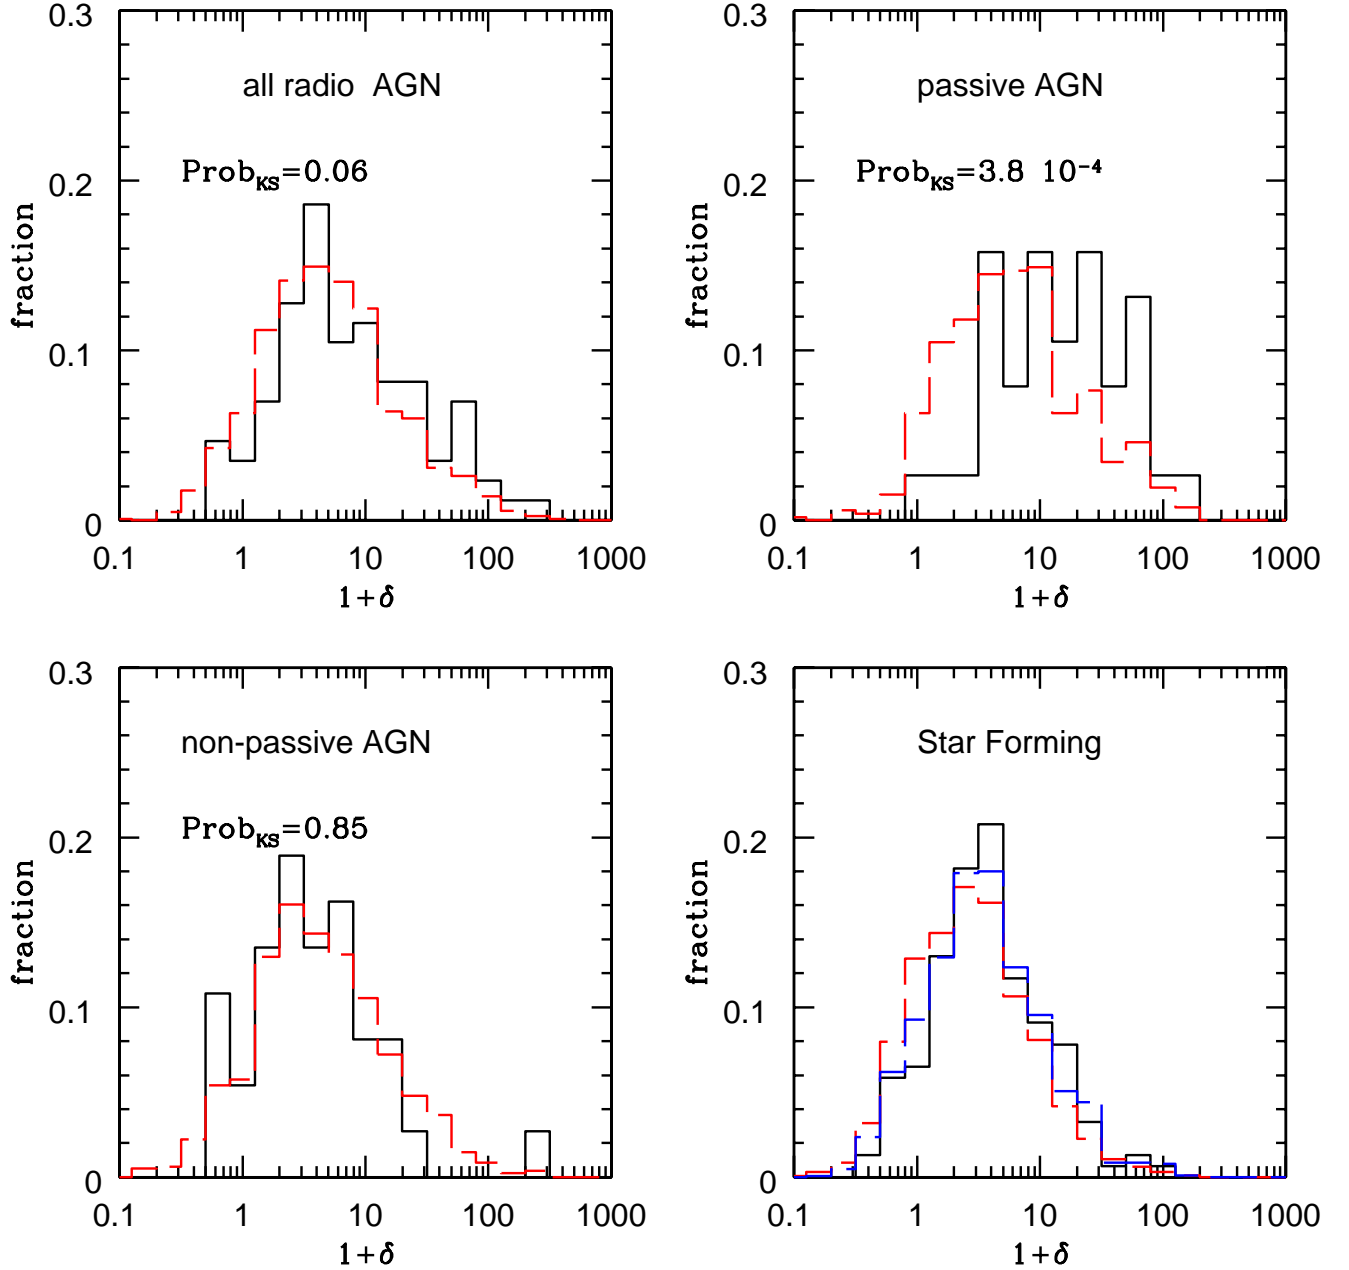 0.3
all radio  AGN
Prob_KS=0.06
0.2
fraction
0.1
0
0.1 1 10 100 1000
1+δ
0.3
passive AGN
Prob_KS=3.8 10⁻⁴
0.2
fraction
0.1
0
0.1 1 10 100 1000
1+δ
0.3
non-passive AGN
Prob_KS=0.85
0.2
fraction
0.1
0
0.1 1 10 100 1000
1+δ
0.3
Star Forming
0.2
fraction
0.1
0
0.1 1 10 100 1000
1+δ